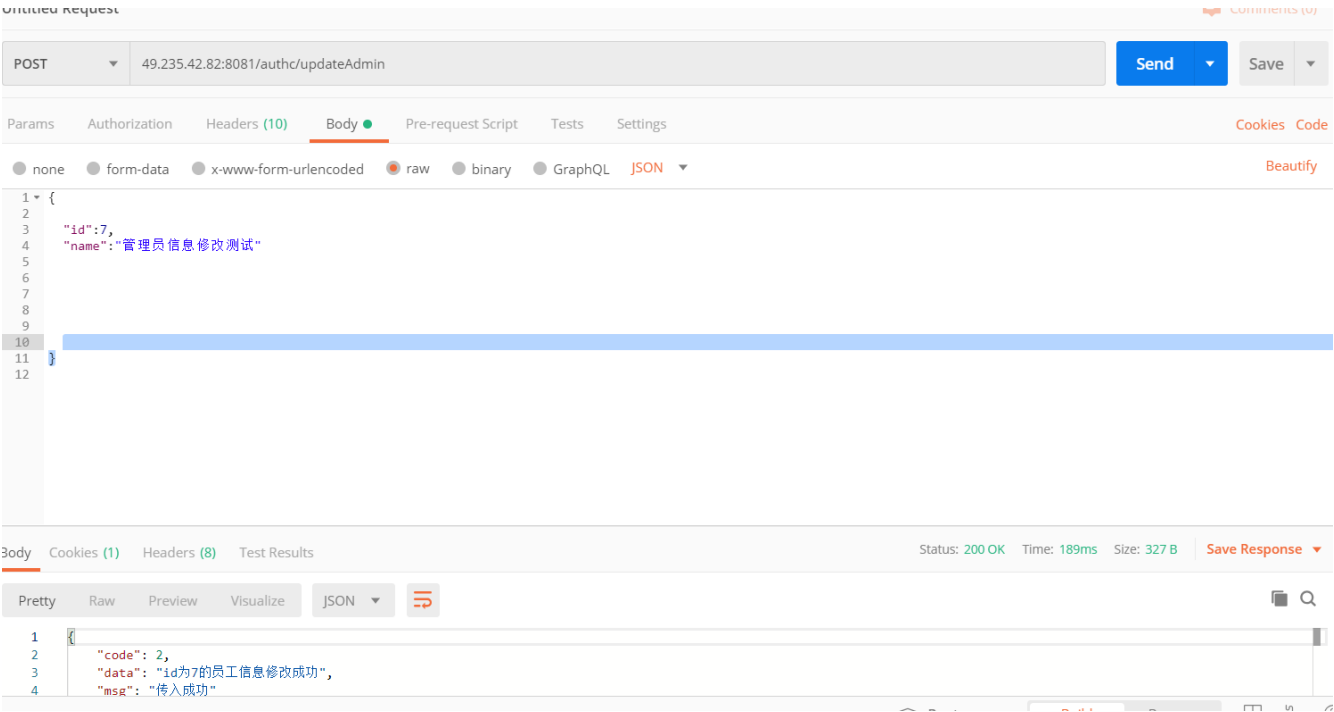 Untitled Request
Comments (0)
POST 49.235.42.82:8081/authc/updateAdmin Send Save
Params Authorization Headers (10) Body Pre-request Script Tests Settings Cookies Code
none form-data x-www-form-urlencoded raw binary GraphQL JSON Beautify
1 {
2
3 "id":7,
4 "name":"管理员信息修改测试"
5
6
7
8
9
10
11 }
12
Body Cookies (1) Headers (8) Test Results Status: 200 OK Time: 189ms Size: 327 B Save Response
Pretty Raw Preview Visualize JSON
1 {
2 "code": 2,
3 "data": "id为7的员工信息修改成功",
4 "msg": "传入成功"